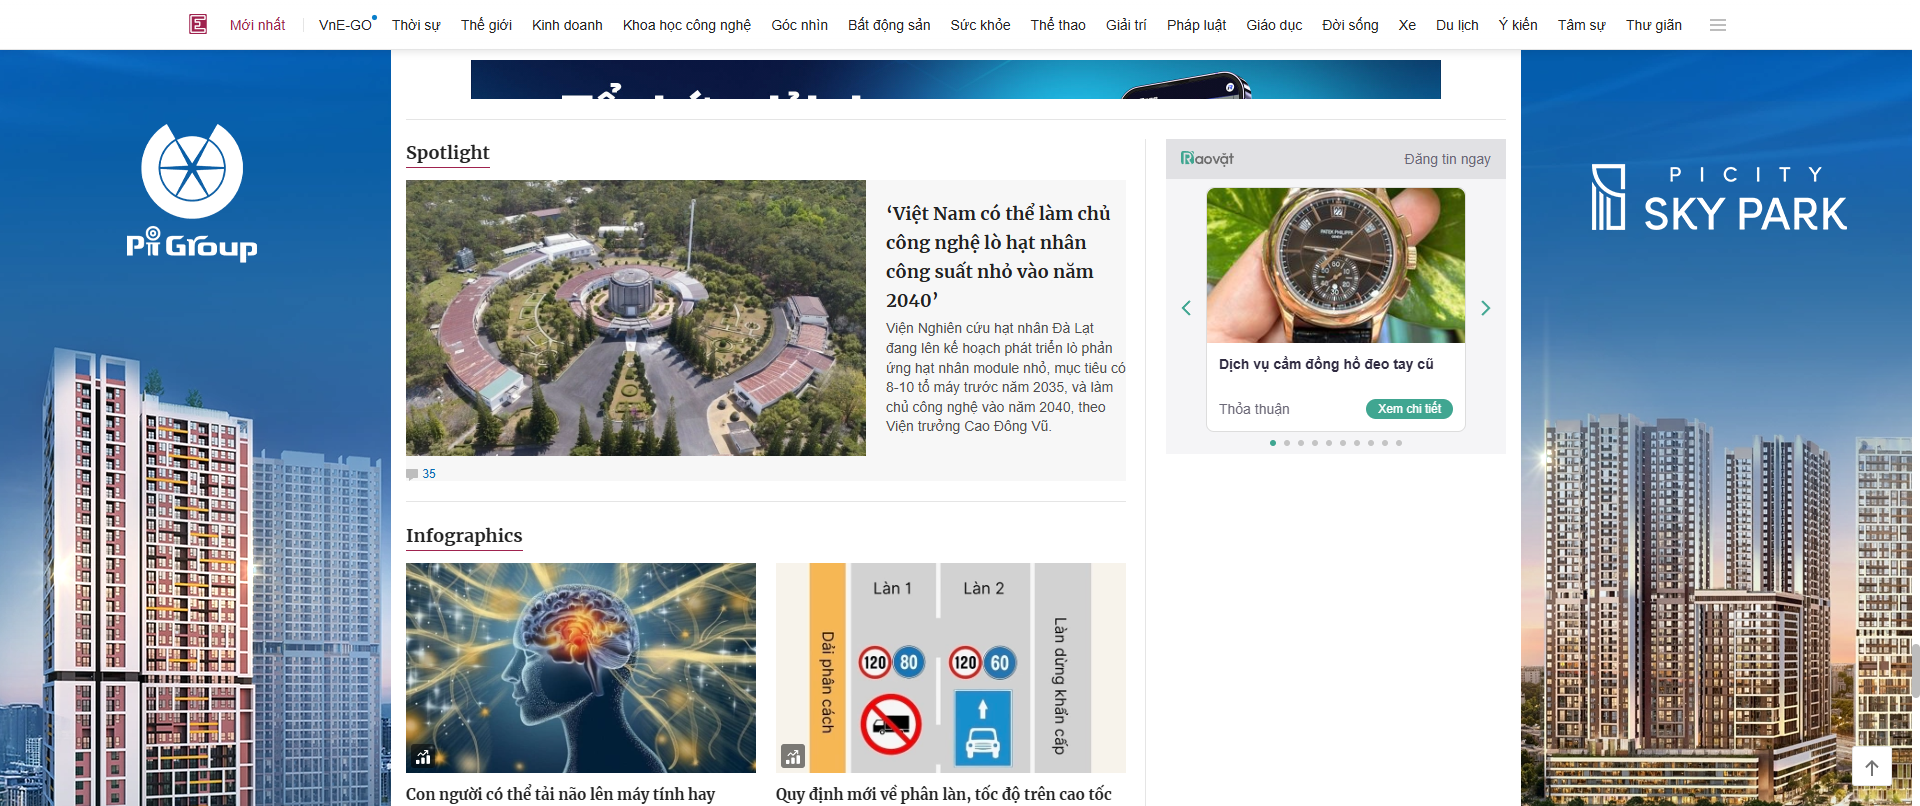 Mới nhất VnE-GO Thời sự Thế giới Kinh doanh Khoa học công nghệ Góc nhìn Bất động sản Sức khỏe Thể thao Giải trí Pháp luật Giáo dục Đời sống Xe Du lịch Ý kiến Tâm sự Thư giãn
Pi Group
PICITY
SKY PARK
Spotlight
‘Việt Nam có thể làm chủ
công nghệ lò hạt nhân
công suất nhỏ vào năm
2040’
Viện Nghiên cứu hạt nhân Đà Lạt
đang lên kế hoạch phát triển lò phản
ứng hạt nhân module nhỏ, mục tiêu có
8-10 tổ máy trước năm 2035, và làm
chủ công nghệ vào năm 2040, theo
Viện trưởng Cao Đông Vũ.
35
Raovặt Đăng tin ngay
PATEK PHILIPPE
GENEVE
Dịch vụ cầm đồng hồ đeo tay cũ
Thỏa thuận Xem chi tiết
Infographics
Làn 1 Làn 2
Dải phân cách
Làn dừng khẩn cấp
120 80 120 60
Con người có thể tải não lên máy tính hay
Quy định mới về phân làn, tốc độ trên cao tốc